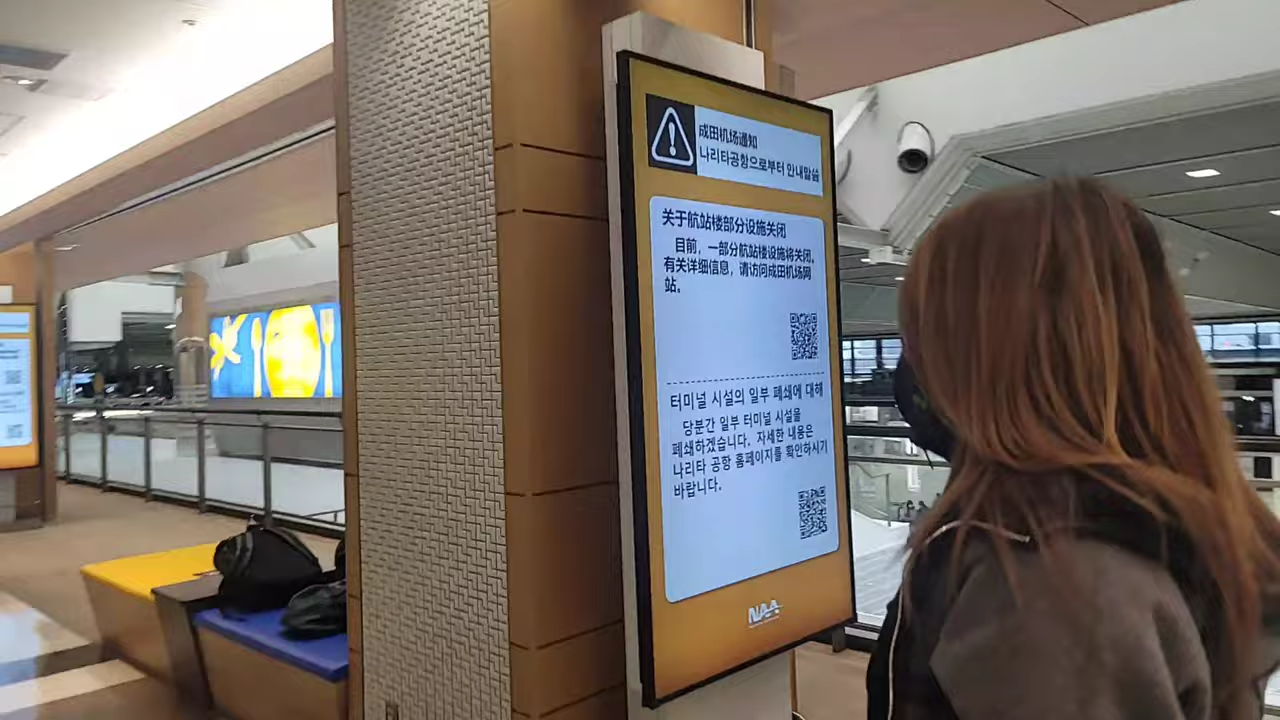 成田机场通知
나리타공항으로부터 안내말씀
关于航站楼部分设施关闭
目前，一部分航站楼设施将关闭。
有关详细信息，请访问成田机场网
站。
터미널 시설의 일부 폐쇄에 대해
당분간 일부 터미널 시설을
폐쇄하겠습니다. 자세한 내용은
나리타 공항 홈페이지를 확인하시기
바랍니다.
NAA